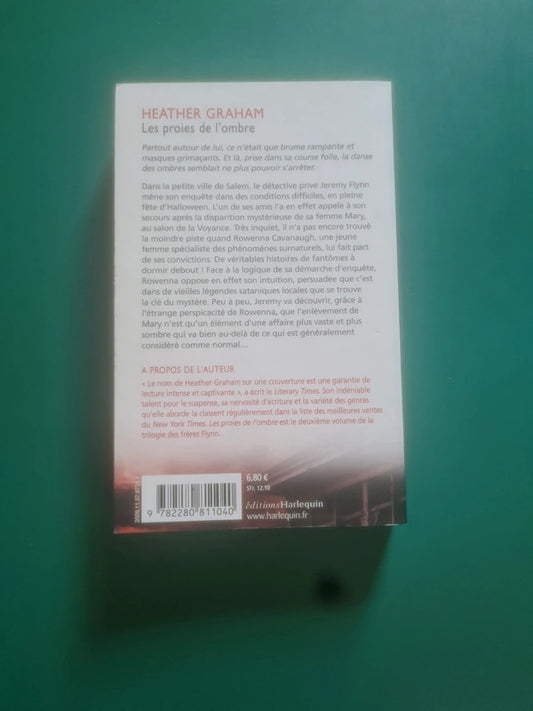 HEATHER GRAHAM
Les proies de l'ombre
Partout autour de lui, ce n'était que brume rampante et
masques grimaçants. Et là, prise dans sa course folle, la danse
des ombres semblait ne plus pouvoir s'arrêter.
Dans la petite ville de Salem, le détective privé Jeremy Flynn
mène son enquête dans des conditions difficiles, en pleine
fête d'Halloween. L'un de ses amis l'a en effet appelé à son
secours après la disparition mystérieuse de sa femme Mary,
au salon de la Voyance. Très inquiet, il n'a pas encore trouvé
la moindre piste quand Rowenna Cavanaugh, une jeune
femme spécialiste des phénomènes surnaturels, lui fait part
de ses convictions. De véritables histoires de fantômes à
dormir debout ! Face à la logique de sa démarche d'enquête,
Rowenna oppose en effet son intuition, persuadée que c'est
dans de vieilles légendes sataniques locales que se trouve
la clé du mystère. Peu à peu, Jeremy va découvrir, grâce à
l'étrange perspicacité de Rowenna, que l'enlèvement de
Mary n'est qu'un élément d'une affaire plus vaste et plus
sombre qui va bien au-delà de ce qui est généralement
considéré comme normal…
A PROPOS DE L'AUTEUR
« Le nom de Heather Graham sur une couverture est une garantie de
lecture intense et captivante », a écrit le Literary Times. Son indéniable
talent pour le suspense, sa nervosité d'écriture et la variété des genres
qu'elle aborde la classent régulièrement dans la liste des meilleures ventes
du New York Times. Les proies de l'ombre est le deuxième volume de la
trilogie des frères Flynn.
6,80 €
SFr. 12.10
éditionsHarlequin
www.harlequin.fr
9 782280 811040